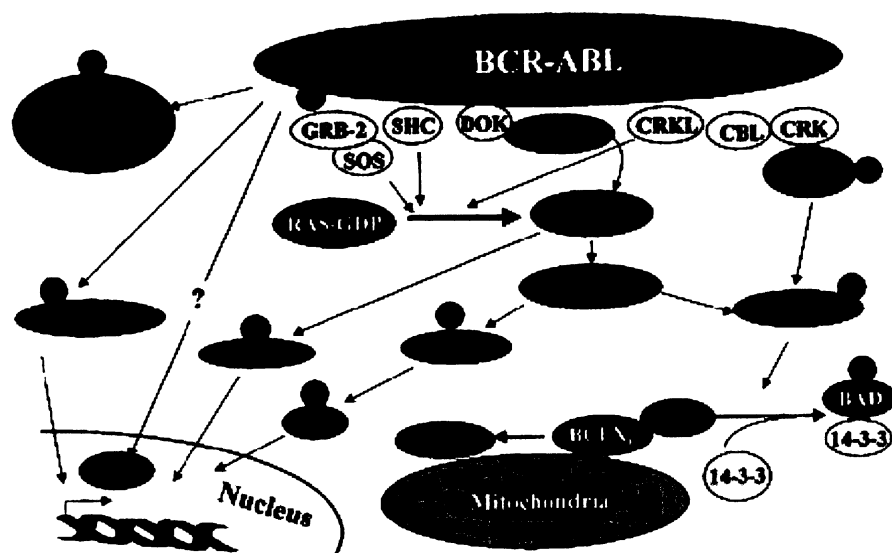 BCR-ABL
GRB-2
SHC
DOK
CRKL
CBL
CRK
SOS
RAS-GDP
?
BAD
14-3-3
14-3-3
Mitochondria
Nucleus